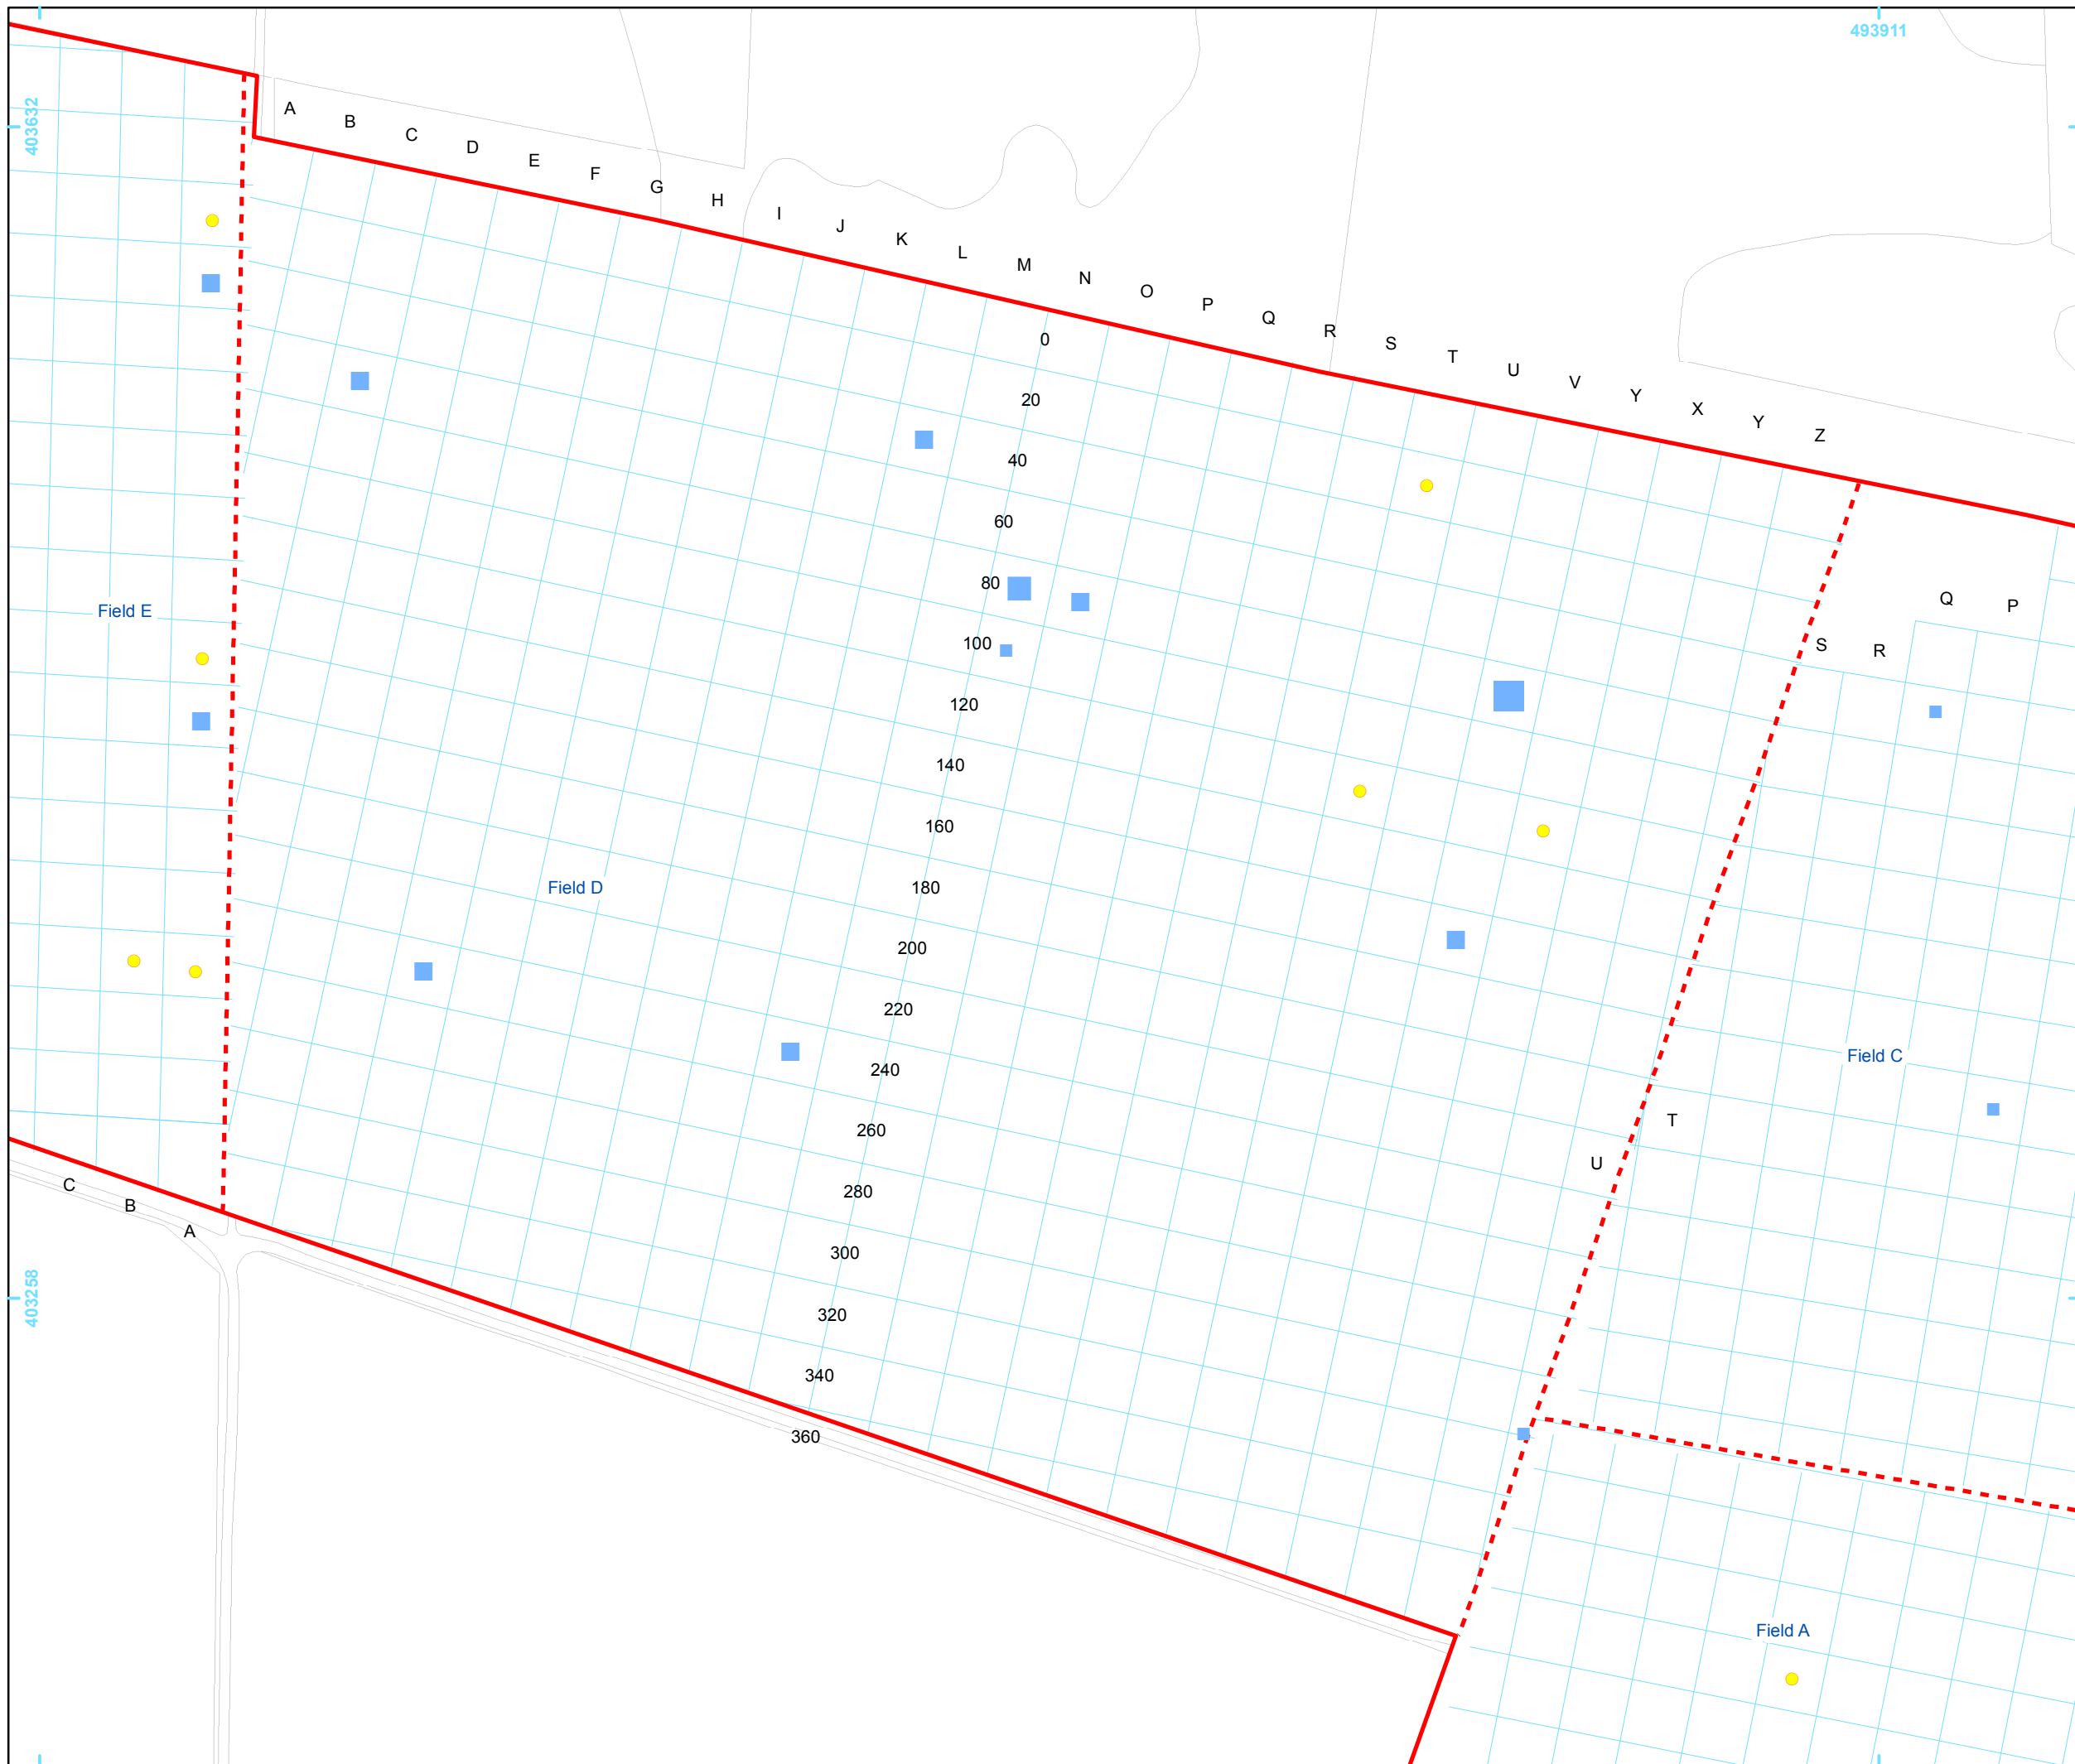 493911
403632
A B C D E F G H I J K L M N O P Q R S T U V Y X Y Z
0
20
40
60
80
100
120
140
160
180
200
220
240
260
280
300
320
340
360
Q P
S R
Field E
Field D
Field C
T
U
C B A
403258
Field A